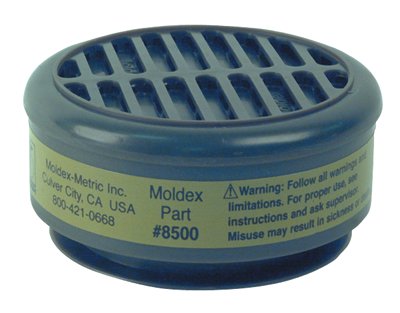 Moldex-Metric Inc.
Culver City, CA USA
800-421-0668
Moldex
Part
#8500
⚠Warning: Follow all warnings and
limitations. For proper use, see
instructions and ask supervisor.
Misuse may result in sickness or